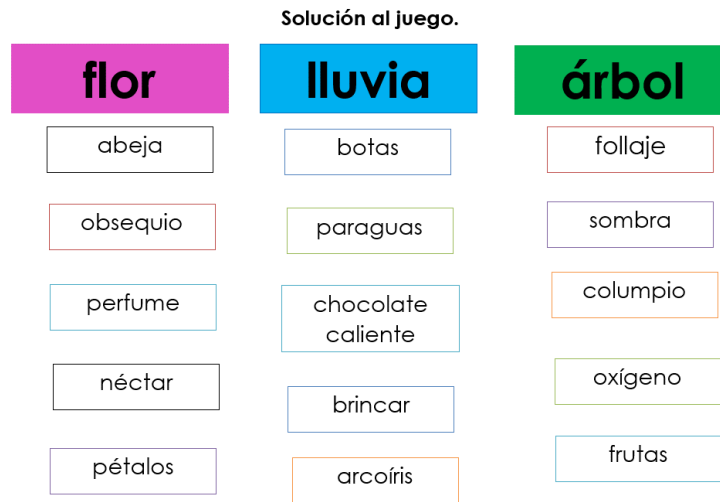 Solución al juego.
flor
abeja
obsequio
perfume
néctar
pétalos
lluvia
botas
paraguas
chocolate
caliente
brincar
arcoíris
árbol
follaje
sombra
columpio
oxígeno
frutas